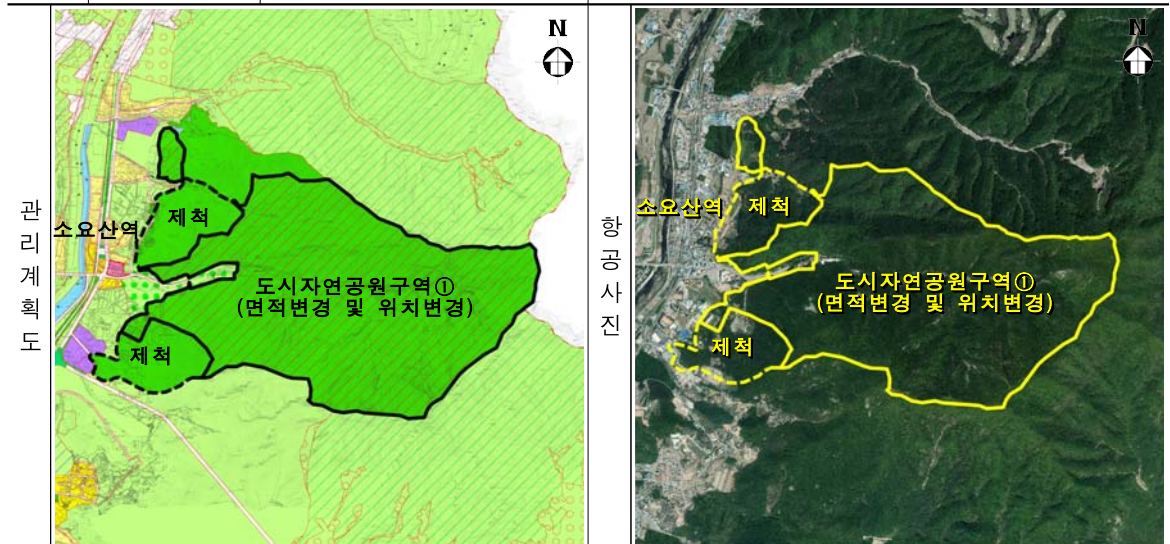 관리계획도
N
제척
소요산역
도시자연공원구역①
(면적변경 및 위치변경)
제척
항공사진
N
제척
소요산역
도시자연공원구역①
(면적변경 및 위치변경)
제척